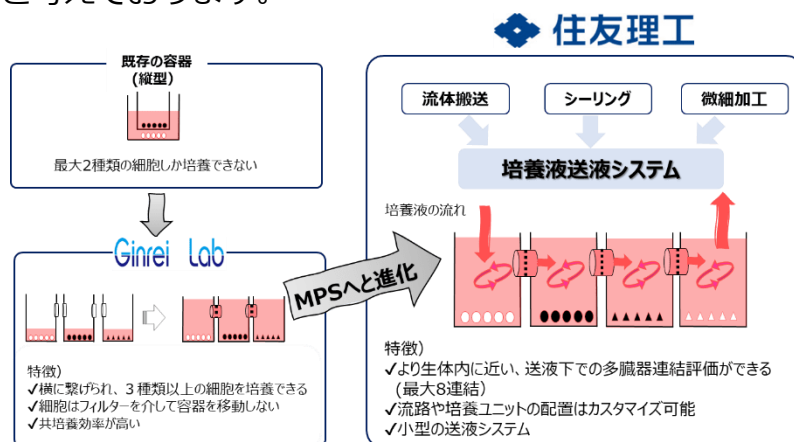 と考えております。
既存の容器
(縦型)
最大2種類の細胞しか培養できない
Ginrei Lab
特徴)
✓横に繋げられ、3種類以上の細胞を培養できる
✓細胞はフィルターを介して容器を移動しない
✓共培養効率が高い
MPSへと進化
住友理工
流体搬送
シーリング
微細加工
培養液送液システム
培養液の流れ
特徴)
✓より生体内に近い、送液下での多臓器連結評価ができる
(最大8連結)
✓流路や培養ユニットの配置はカスタマイズ可能
✓小型の送液システム